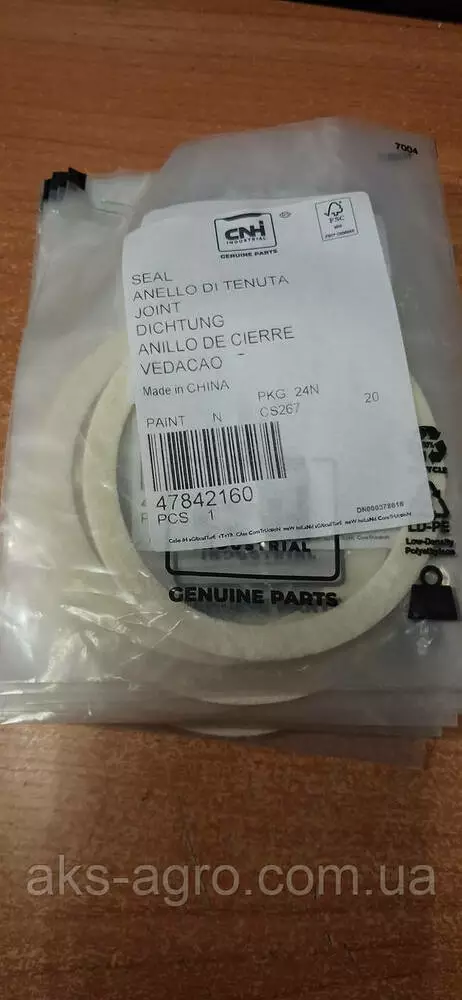 7004
CNH
INDUSTRIAL
GENUINE PARTS
®
FSC
SEAL
ANELLO DI TENUTA
JOINT
DICHTUNG
ANILLO DE CIERRE
VEDACAO
Made in CHINA
PKG 24N 20
PAINT N CS267
47842160
PCS 1
DN000378016
INDUSTRIAL
GENUINE PARTS
LD-PE
Low-Density
Polyethylene
aks-agro.com.ua